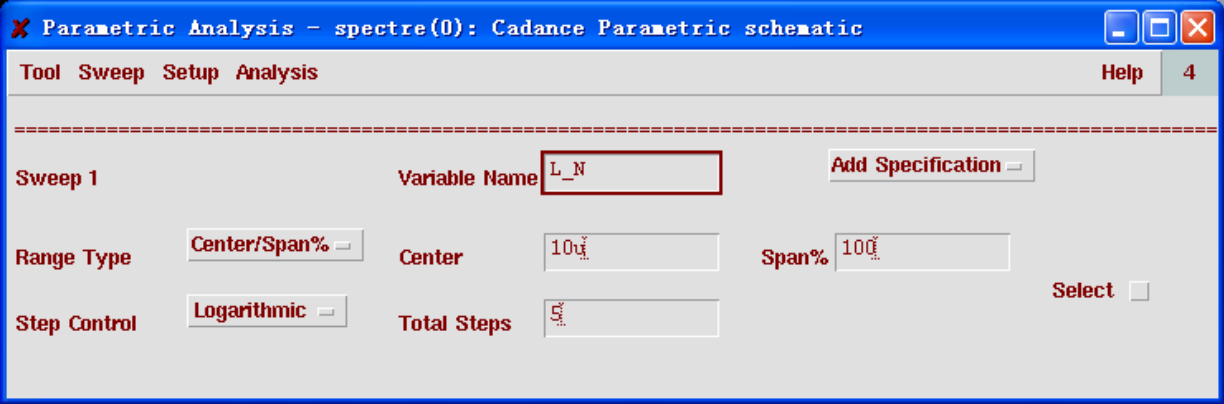 Parametric Analysis - spectre(0): Cadance Parametric schematic
Tool Sweep Setup Analysis Help 4
Sweep 1 Variable Name L_N Add Specification
Range Type Center/Span% Center 10u Span% 100
Select
Step Control Logarithmic Total Steps 5